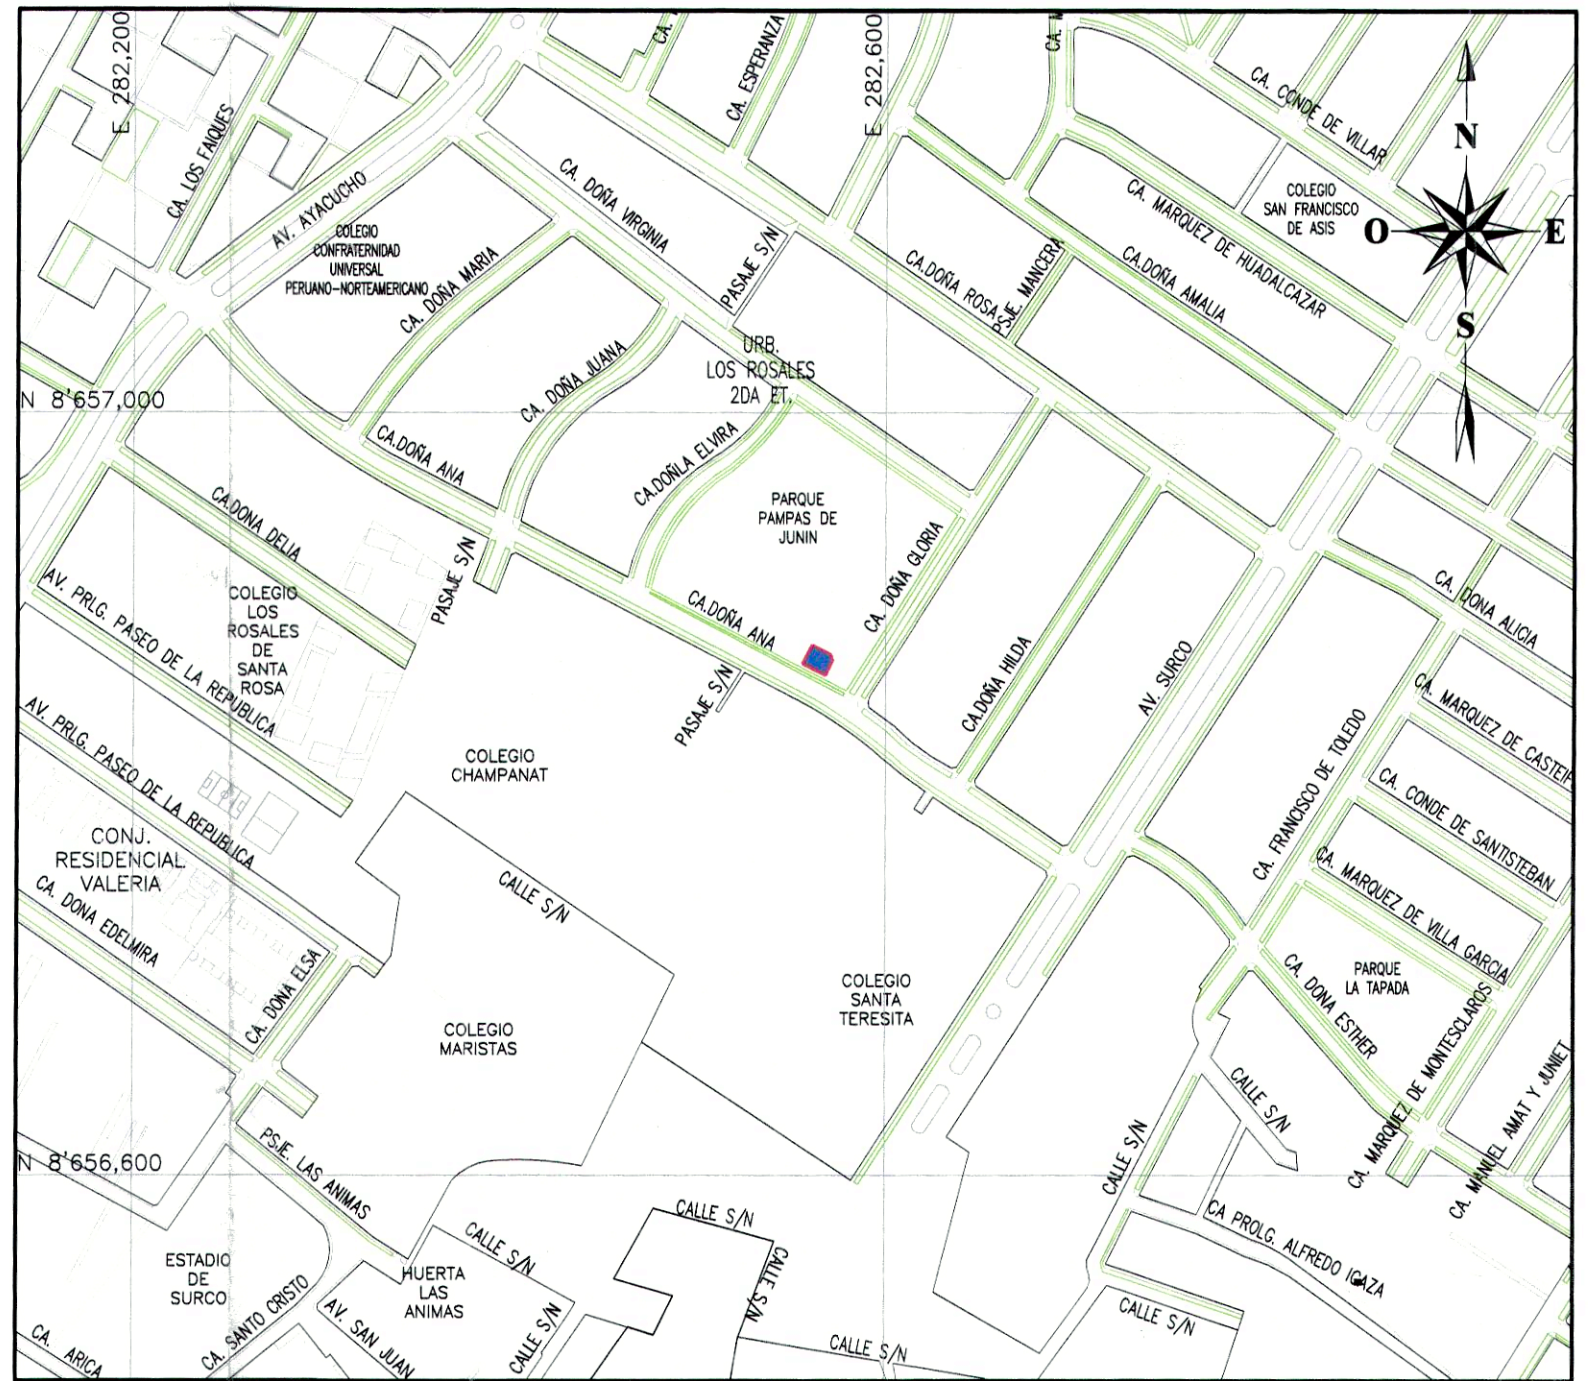 E 282,200
E 282,600
CA. ESPERANZA
CA. CONDE DE VILLAR
CA. LOS FAIQUES
N
AV. AYACUCHO
CA. DOÑA VIRGINIA
CA. MARQUEZ DE HUADALCAZAR
COLEGIO
SAN FRANCISCO
DE ASIS
O
E
S
COLEGIO
CONFRATERNIDAD
UNIVERSAL
PERUANO-NORTEAMERICANO
CA. DOÑA MARIA
PASAJE S/N
CA.DOÑA ROSA
PSJE. MANCERA
CA.DOÑA AMALIA
CA. DOÑA JUANA
URB.
LOS ROSALES
2DA ET.
N 8'657,000
CA.DOÑA ANA
CA.DOÑLA ELVIRA
PARQUE
PAMPAS DE
JUNIN
CA. DOÑA GLORIA
CA.DONA DELIA
PASAJE S/N
COLEGIO
LOS
ROSALES
DE
SANTA
ROSA
AV. PRLG. PASEO DE LA REPUBLICA
CA.DOÑA ANA
PASAJE S/N
CA.DOÑA HILDA
AV. SURCO
CA. DONA ALICIA
CA. MARQUEZ DE CASTELF
CA. FRANCISCO DE TOLEDO
CA. CONDE DE SANTISTEBAN
AV. PRLG. PASEO DE LA REPUBLICA
COLEGIO
CHAMPANAT
CONJ.
RESIDENCIAL
VALERIA
CA. DONA EDELMIRA
CALLE S/N
CA. MARQUEZ DE VILLA GARCIA
CA. DONA ELSA
COLEGIO
MARISTAS
COLEGIO
SANTA
TERESITA
PARQUE
LA TAPADA
CA. DONA ESTHER
CA. MARQUEZ DE MONTESCLAROS
CA. MANUEL AMAT Y JUNIET
CALLE S/N
CALLE S/N
N 8'656,600
PSJE. LAS ANIMAS
CALLE S/N
CALLE S/N
CALLE S/N
CA PROLG. ALFREDO IGAZA
ESTADIO
DE
SURCO
HUERTA
LAS
ANIMAS
CA. SANTO CRISTO
AV. SAN JUAN
CALLE S/N
CALLE S/N
CALLE S/N
CA. ARICA